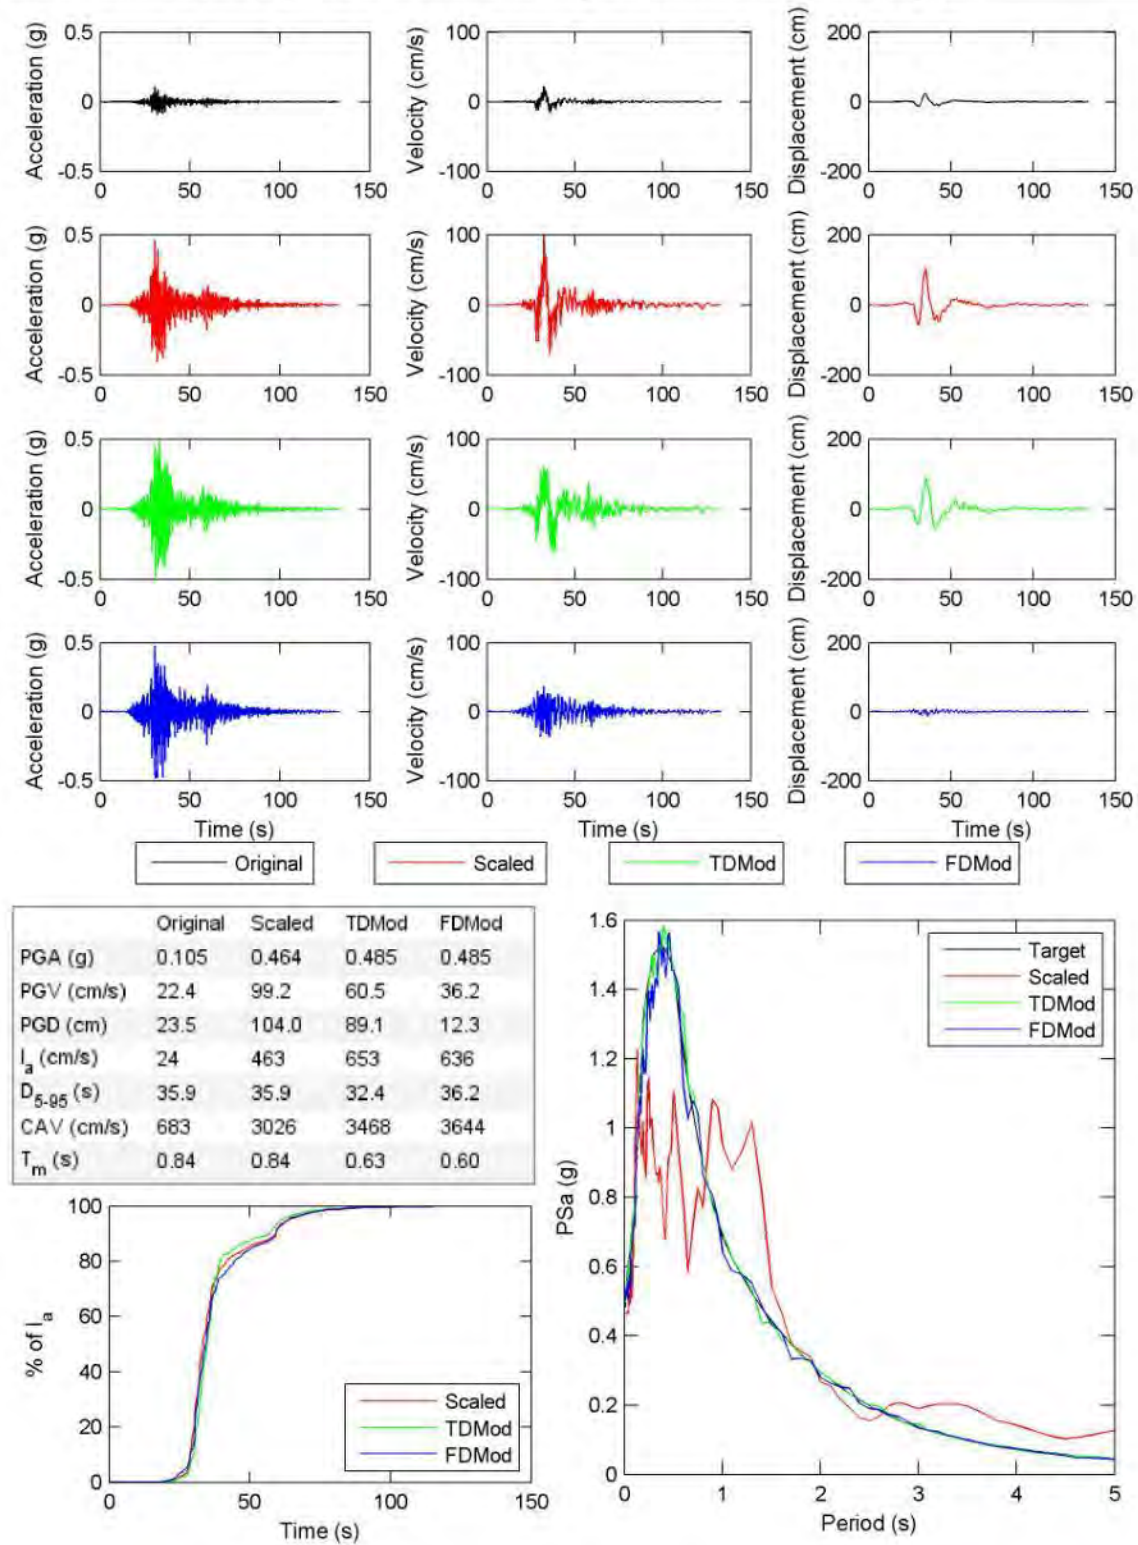 Acceleration (g)
0.5
0
-0.5
0 50 100 150
Velocity (cm/s)
100
0
-100
0 50 100 150
Displacement (cm)
200
0
-200
0 50 100 150
Acceleration (g)
0.5
0
-0.5
0 50 100 150
Velocity (cm/s)
100
0
-100
0 50 100 150
Displacement (cm)
200
0
-200
0 50 100 150
Acceleration (g)
0.5
0
-0.5
0 50 100 150
Velocity (cm/s)
100
0
-100
0 50 100 150
Displacement (cm)
200
0
-200
0 50 100 150
Acceleration (g)
0.5
0
-0.5
0 50 100 150
Time (s)
Velocity (cm/s)
100
0
-100
0 50 100 150
Time (s)
Displacement (cm)
200
0
-200
0 50 100 150
Time (s)
Original
Scaled
TDMod
FDMod
Original Scaled TDMod FDMod
PGA (g) 0.105 0.464 0.485 0.485
PGV (cm/s) 22.4 99.2 60.5 36.2
PGD (cm) 23.5 104.0 89.1 12.3
I_a (cm/s) 24 463 653 636
D_5-95 (s) 35.9 35.9 32.4 36.2
CAV (cm/s) 683 3026 3468 3644
T_m (s) 0.84 0.84 0.63 0.60
% of I_a
100
80
60
40
20
0
0 50 100 150
Time (s)
Scaled
TDMod
FDMod
PSa (g)
1.6
1.4
1.2
1
0.8
0.6
0.4
0.2
0
0 1 2 3 4 5
Period (s)
Target
Scaled
TDMod
FDMod